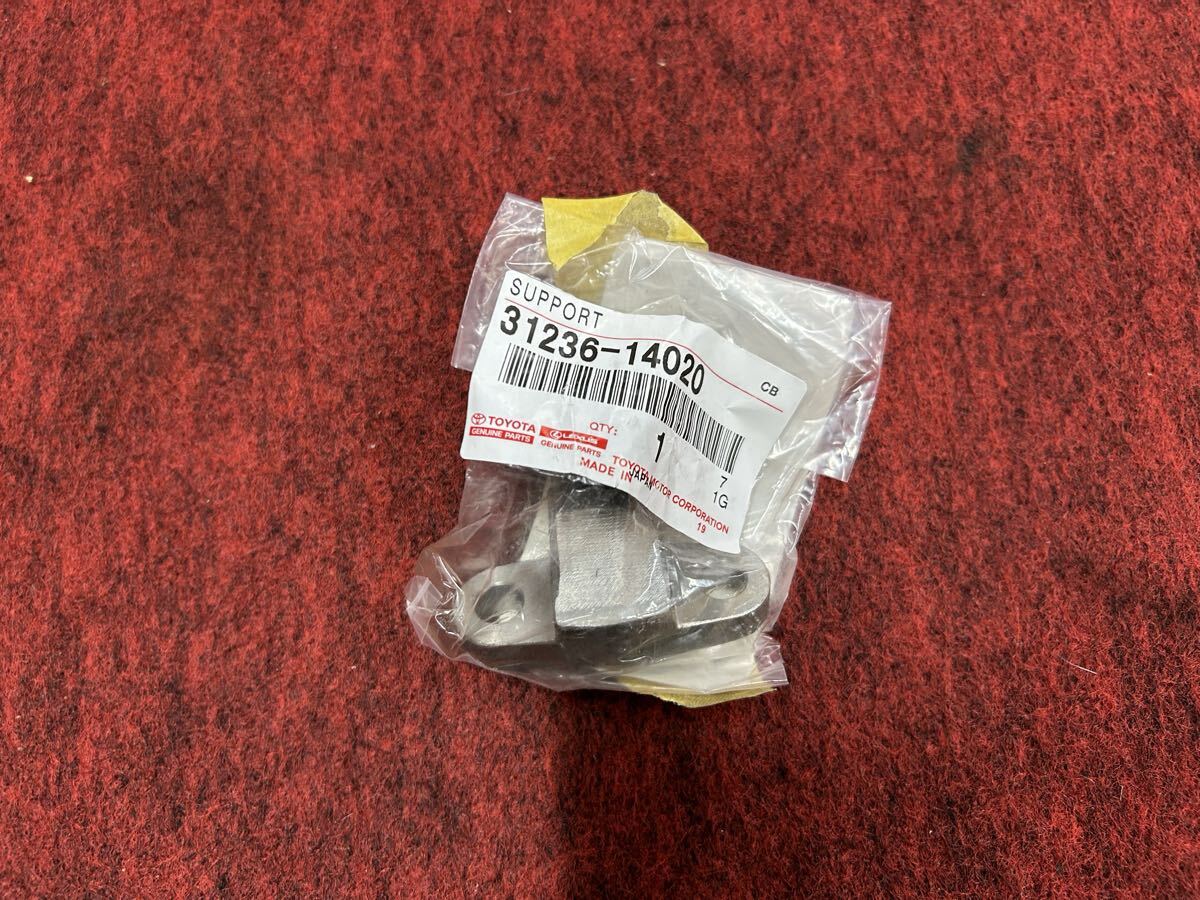 SUPPORT
31236-14020
CB
TOYOTA
GENUINE PARTS
LEXUS
GENUINE PARTS
QTY:
1
7
1G
MADE IN
JAPAN
TOYOTA MOTOR CORPORATION
19